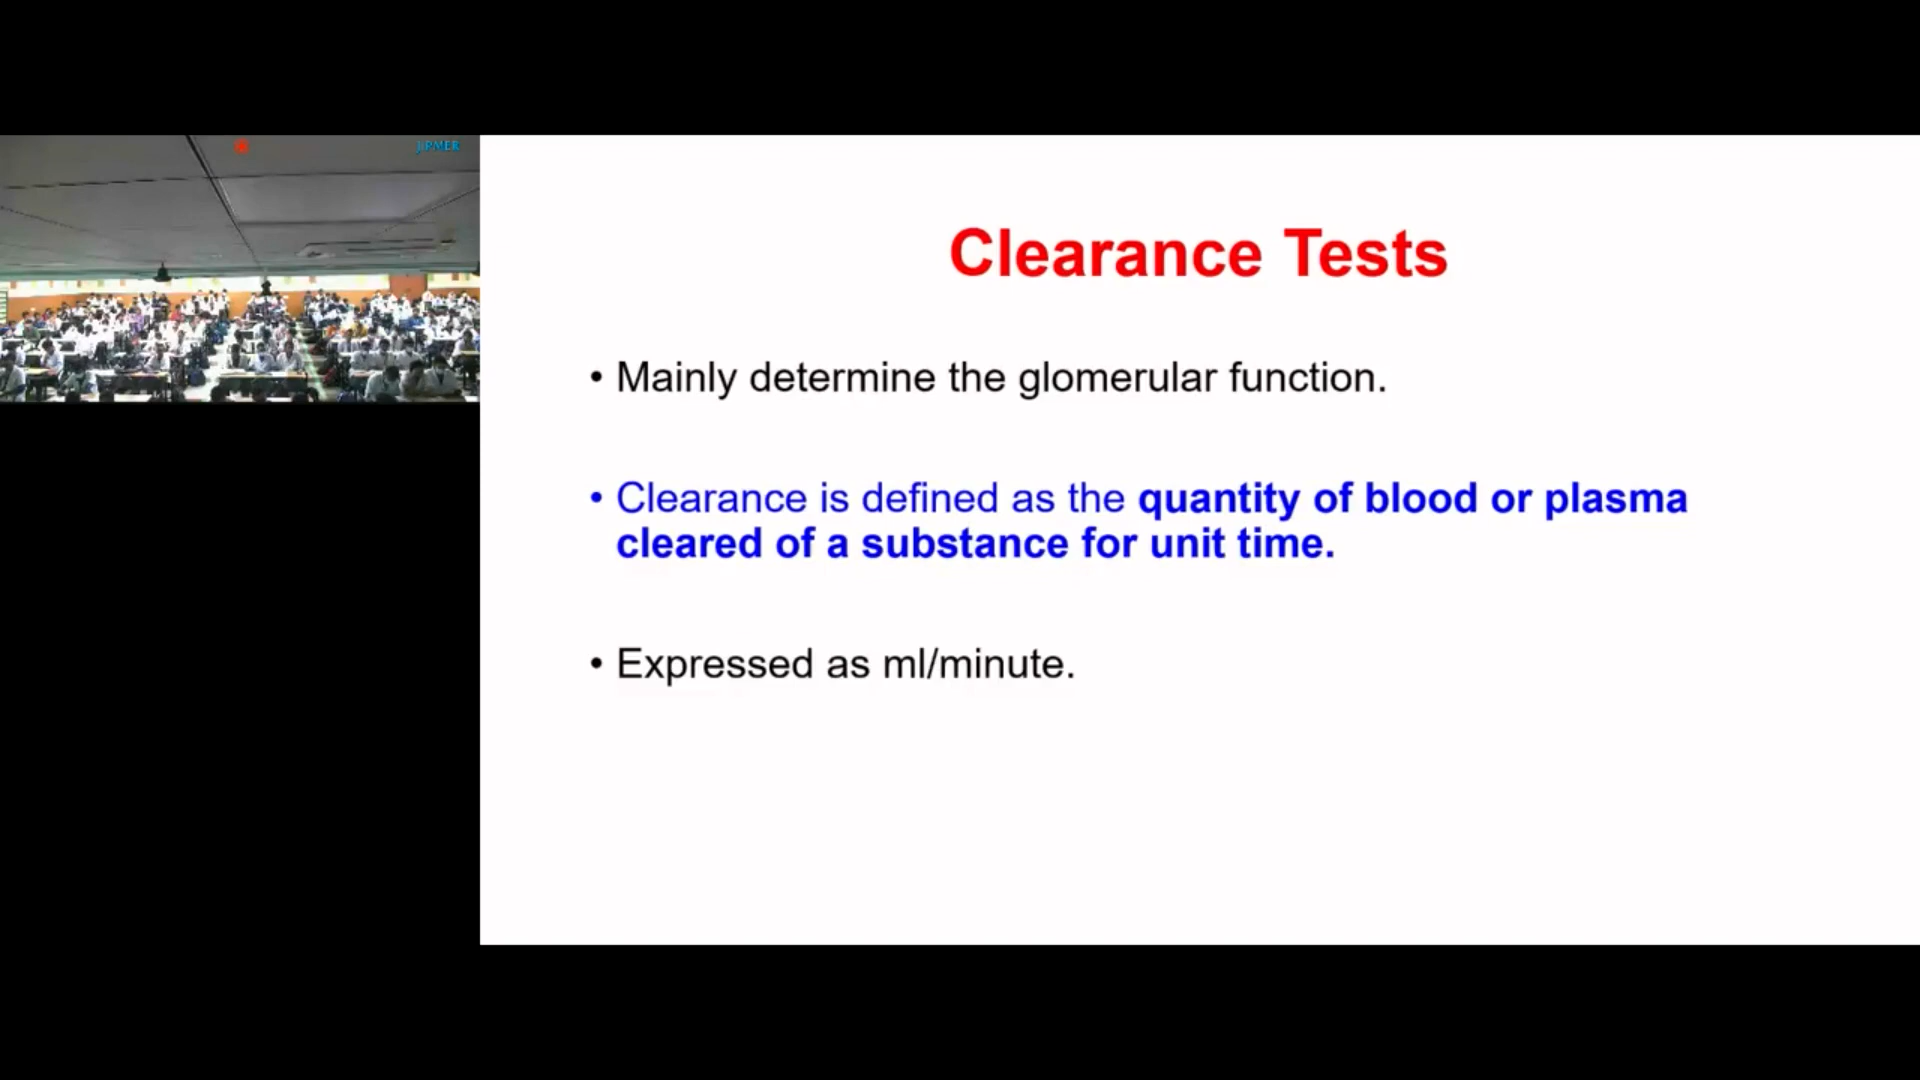 JIPMER
Clearance Tests
• Mainly determine the glomerular function.
• Clearance is defined as the quantity of blood or plasma
cleared of a substance for unit time.
• Expressed as ml/minute.